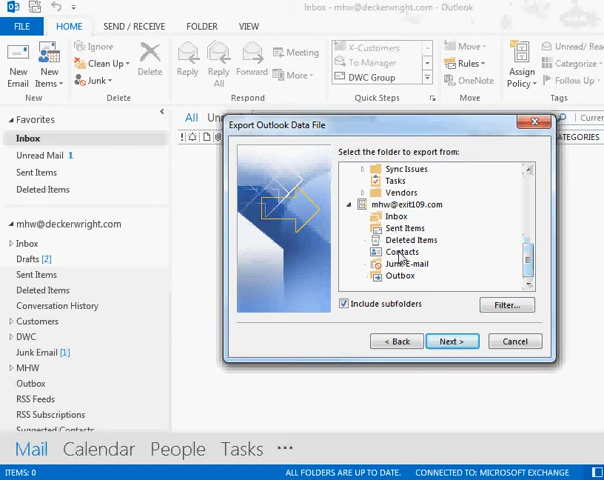 Inbox - mhw@deckerwright.com - Outlook
FILE HOME SEND / RECEIVE FOLDER VIEW
New Email
New Items
Ignore
Clean Up
Junk
Delete
Reply
Reply All
Forward
Meeting
More
X-Customers
To Manager
DWC Group
Move
Rules
OneNote
Assign Policy
Unread/ Rea
Categorize
Follow Up
New Delete Respond Quick Steps Move Tags
Favorites
Inbox
Unread Mail 1
Sent Items
Deleted Items
mhw@deckerwright.com
Inbox
Drafts [2]
Sent Items
Deleted Items
Conversation History
Customers
DWC
Junk Email [1]
MHW
Outbox
RSS Feeds
RSS Subscriptions
Suggested Contacts
All Un
Curren
ATEGORIES
Export Outlook Data File
Select the folder to export from:
Sync Issues
Tasks
Vendors
mhw@exit109.com
Inbox
Sent Items
Deleted Items
Contacts
Junk E-mail
Outbox
Include subfolders
Filter...
< Back Next > Cancel
Mail Calendar People Tasks ...
ITEMS: 0 ALL FOLDERS ARE UP TO DATE. CONNECTED TO: MICROSOFT EXCHANGE